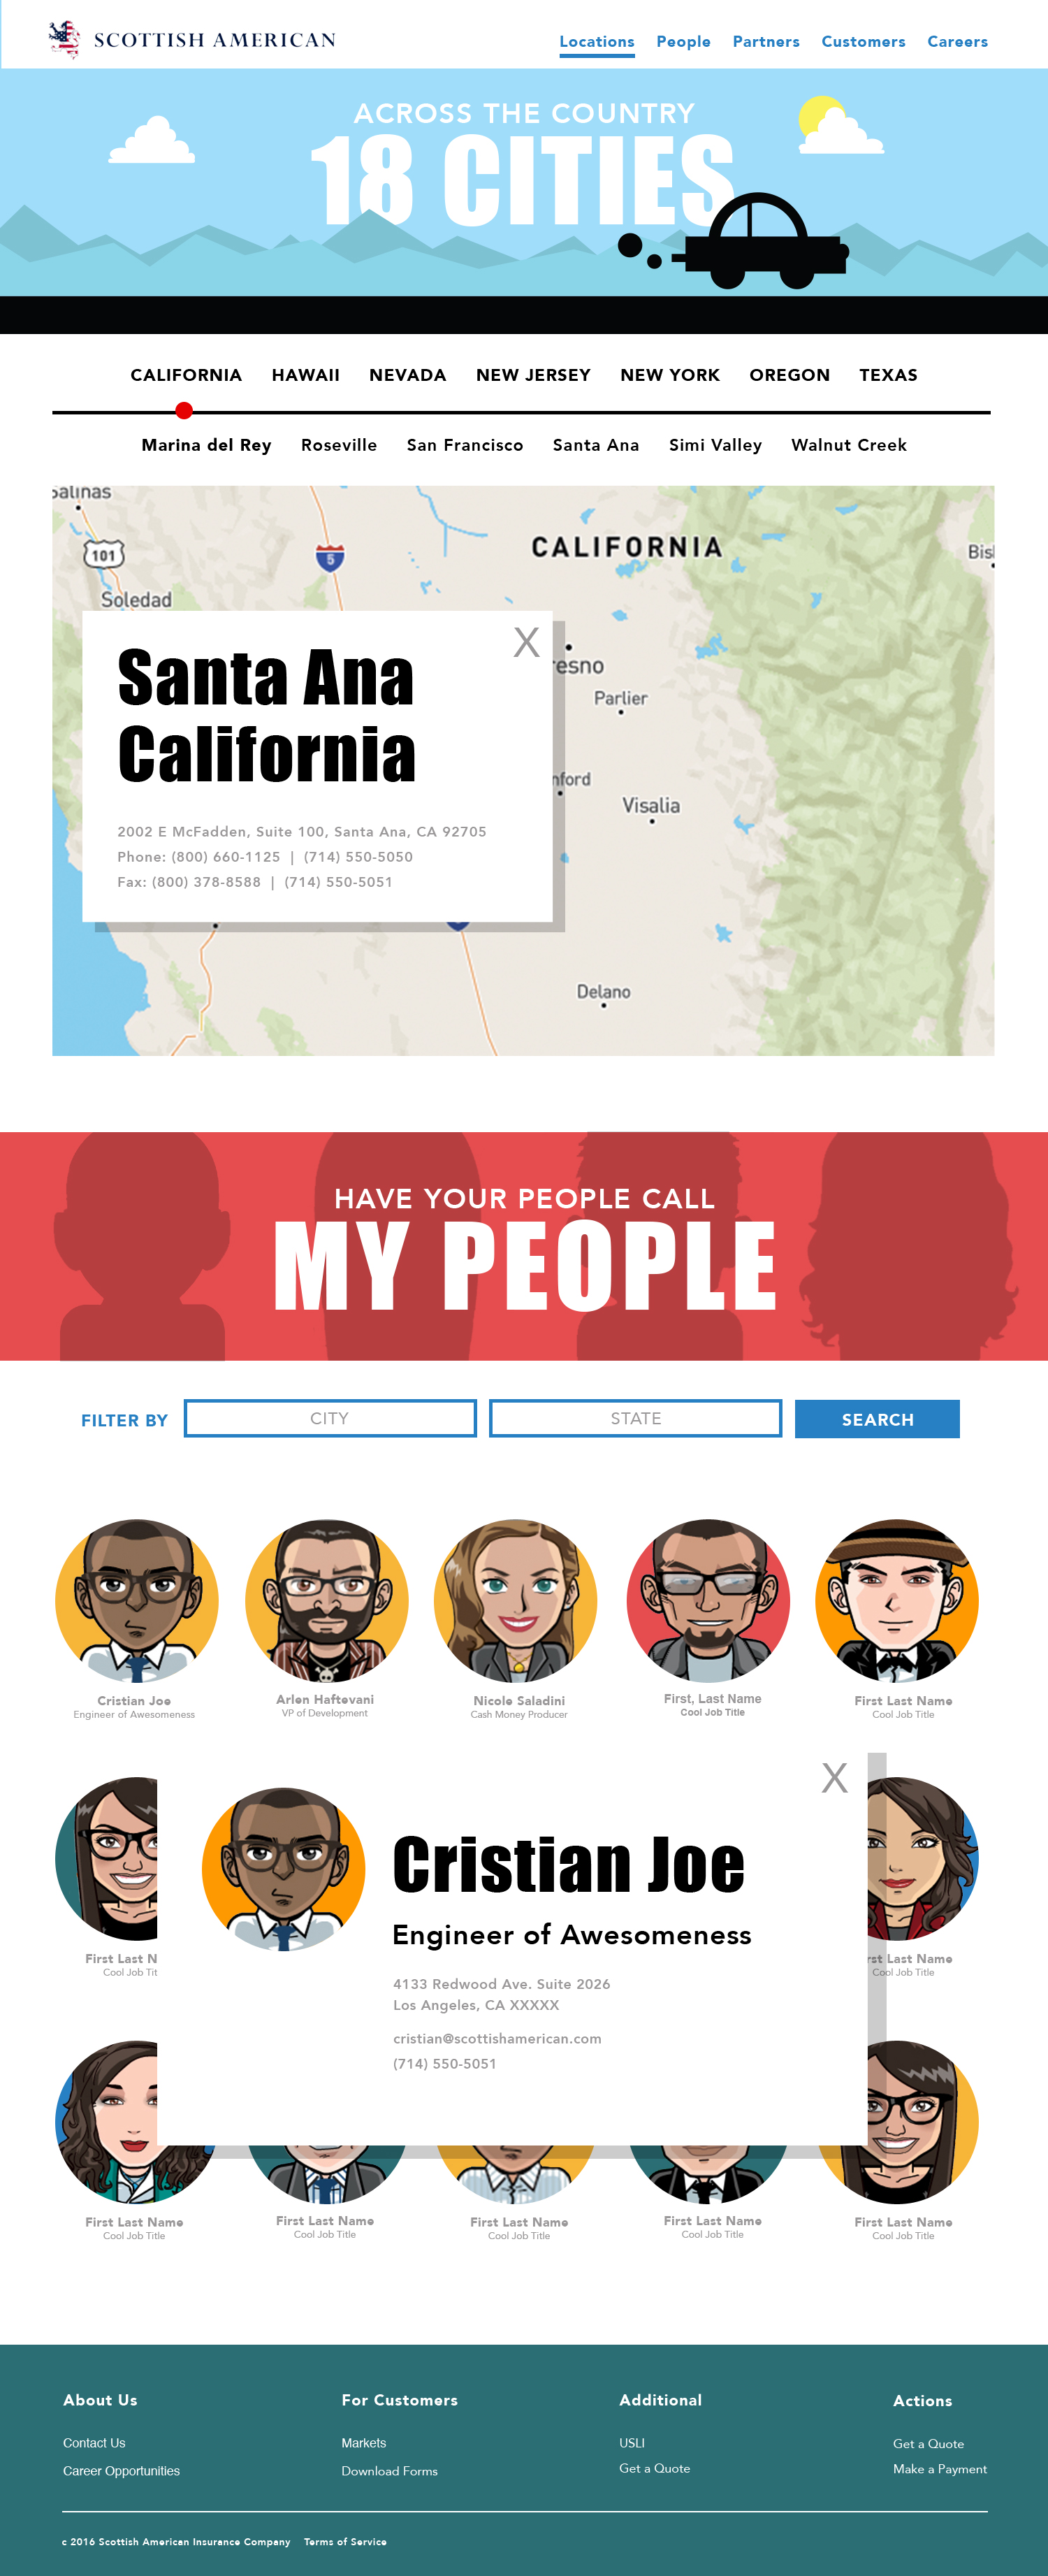 SCOTTISH AMERICAN
Locations People Partners Customers Careers
ACROSS THE COUNTRY
18 CITIES
CALIFORNIA HAWAII NEVADA NEW JERSEY NEW YORK OREGON TEXAS
Marina del Rey Roseville San Francisco Santa Ana Simi Valley Walnut Creek
Salinas
101
5
CALIFORNIA
Soledad
X
Santa Ana
California
2002 E McFadden, Suite 100, Santa Ana, CA 92705
Phone: (800) 660-1125 | (714) 550-5050
Fax: (800) 378-8588 | (714) 550-5051
resno
Parlier
nford
Visalia
Delano
HAVE YOUR PEOPLE CALL
MY PEOPLE
FILTER BY CITY STATE SEARCH
Cristian Joe
Engineer of Awesomeness
Arlen Haftevani
VP of Development
Nicole Saladini
Cash Money Producer
First, Last Name
Cool Job Title
First Last Name
Cool Job Title
First Last N
Cool Job Tit
X
Cristian Joe
Engineer of Awesomeness
4133 Redwood Ave. Suite 2026
Los Angeles, CA XXXXX
cristian@scottishamerican.com
(714) 550-5051
rst Last Name
Cool Job Title
First Last Name
Cool Job Title
First Last Name
Cool Job Title
First Last Name
Cool Job Title
First Last Name
Cool Job Title
First Last Name
Cool Job Title
About Us
Contact Us
Career Opportunities
For Customers
Markets
Download Forms
Additional
USLI
Get a Quote
Actions
Get a Quote
Make a Payment
c 2016 Scottish American Insurance Company Terms of Service